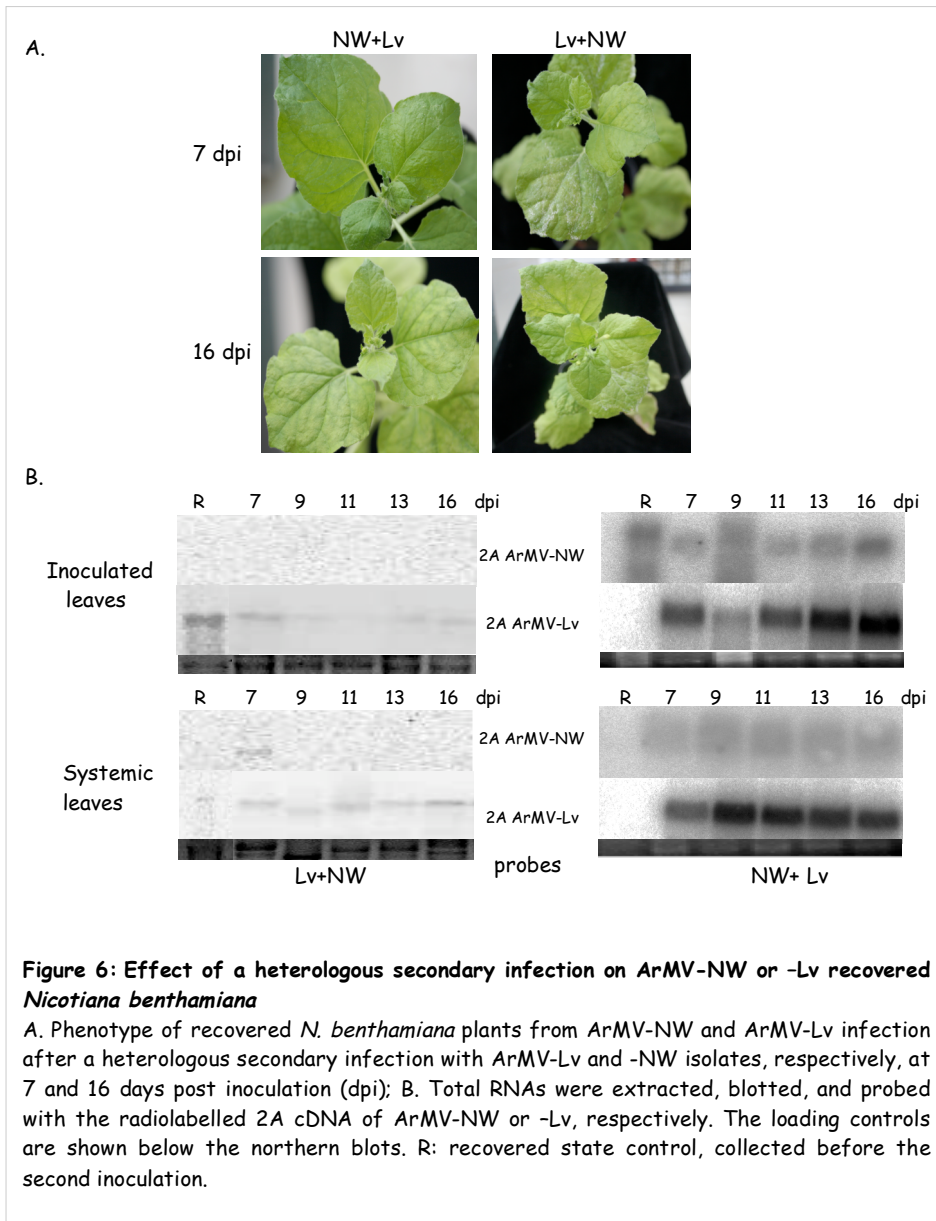 A.
NW+Lv Lv+NW
7 dpi
16 dpi
B.
R 7 9 11 13 16 dpi R 7 9 11 13 16 dpi
Inoculated
leaves
2A ArMV-NW
2A ArMV-Lv
R 7 9 11 13 16 dpi R 7 9 11 13 16 dpi
Systemic
leaves
2A ArMV-NW
2A ArMV-Lv
probes
Lv+NW NW+ Lv
Figure 6: Effect of a heterologous secondary infection on ArMV-NW or –Lv recovered
Nicotiana benthamiana
A. Phenotype of recovered N. benthamiana plants from ArMV-NW and ArMV-Lv infection
after a heterologous secondary infection with ArMV-Lv and -NW isolates, respectively, at
7 and 16 days post inoculation (dpi); B. Total RNAs were extracted, blotted, and probed
with the radiolabelled 2A cDNA of ArMV-NW or –Lv, respectively. The loading controls
are shown below the northern blots. R: recovered state control, collected before the
second inoculation.